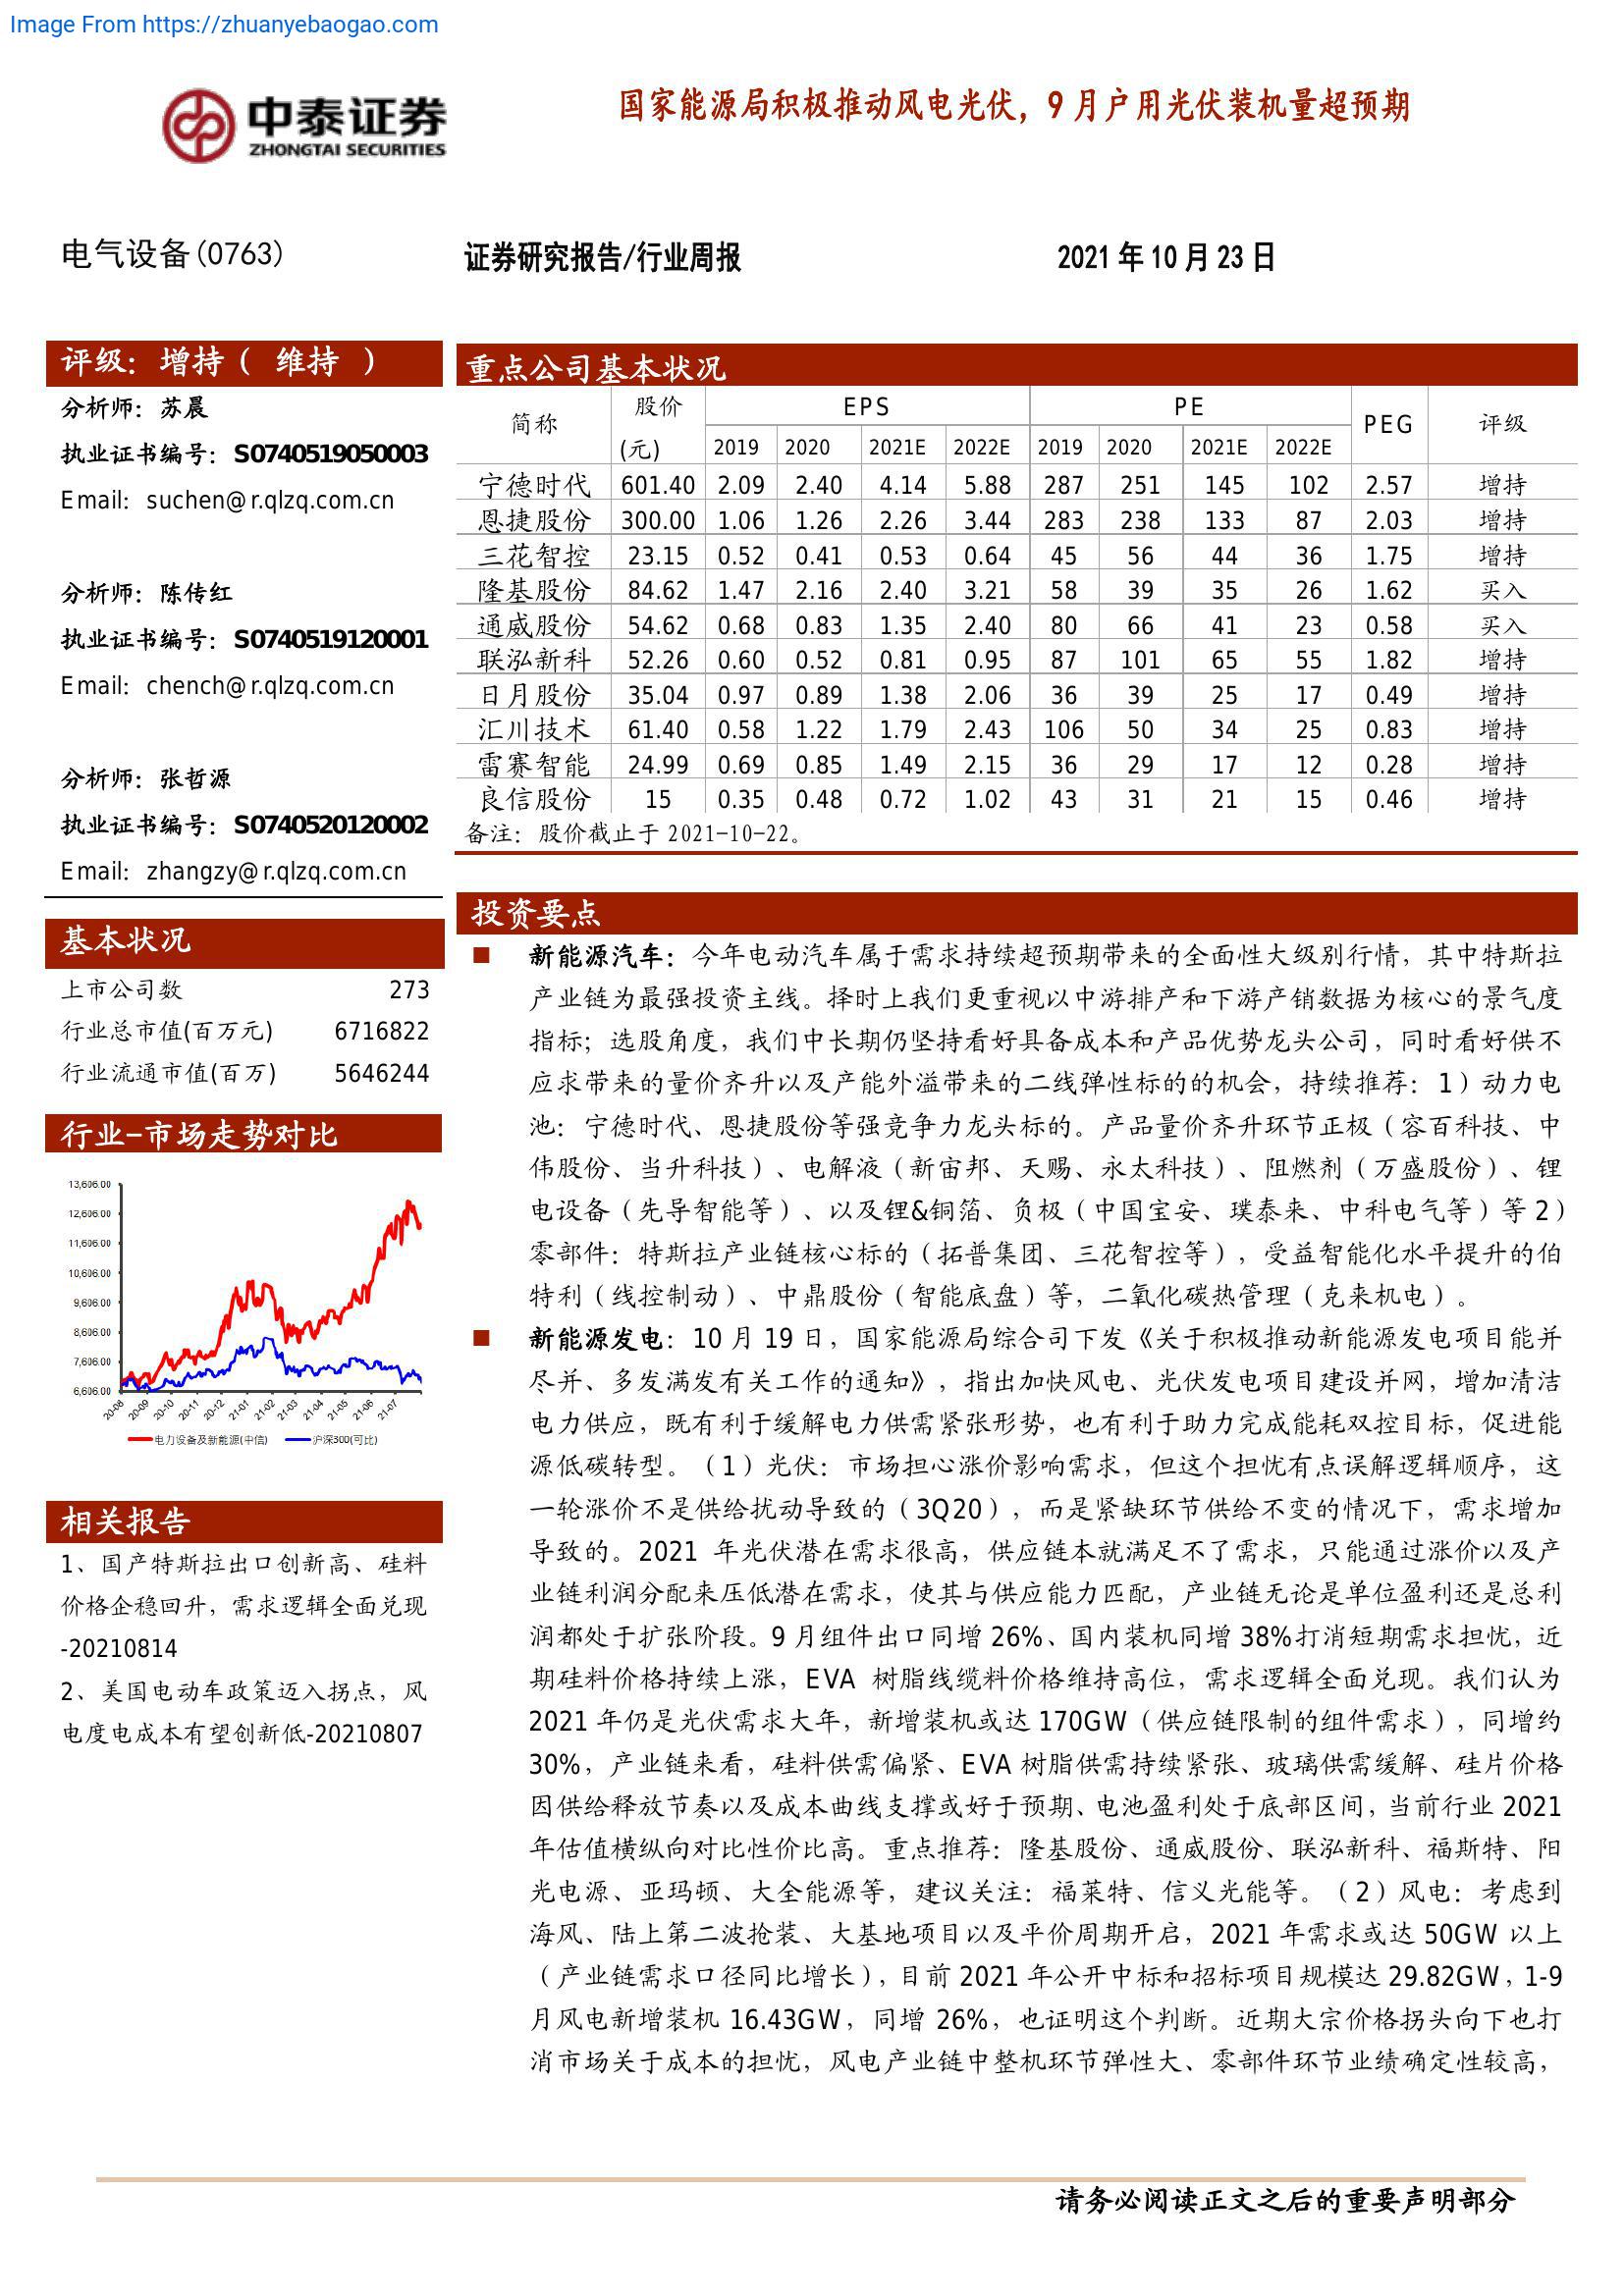 Image From https://zhuanyebaogao.com
中泰证券
ZHONGTAI SECURITIES
国家能源局积极推动风电光伏，9 月户用光伏装机量超预期
电气设备(0763)
证券研究报告/行业周报
2021 年 10 月 23 日
评级：增持（ 维持 ）
分析师：苏晨
执业证书编号：S0740519050003
Email：suchen@r.qlzq.com.cn
分析师：陈传红
执业证书编号：S0740519120001
Email：chench@r.qlzq.com.cn
分析师：张哲源
执业证书编号：S0740520120002
Email：zhangzy@r.qlzq.com.cn
基本状况
上市公司数 273
行业总市值(百万元) 6716822
行业流通市值(百万) 5646244
行业-市场走势对比
13,606.00
12,606.00
11,606.00
10,606.00
9,606.00
8,606.00
7,606.00
6,606.00
20-08 20-09 20-10 20-11 20-12 21-01 21-02 21-03 21-04 21-05 21-06 21-07
电力设备及新能源(中信) 沪深300(可比)
相关报告
1、国产特斯拉出口创新高、硅料
价格企稳回升，需求逻辑全面兑现
-20210814
2、美国电动车政策迈入拐点，风
电度电成本有望创新低-20210807
重点公司基本状况
简称 股价(元) EPS PE PEG 评级
2019 2020 2021E 2022E 2019 2020 2021E 2022E
宁德时代 601.40 2.09 2.40 4.14 5.88 287 251 145 102 2.57 增持
恩捷股份 300.00 1.06 1.26 2.26 3.44 283 238 133 87 2.03 增持
三花智控 23.15 0.52 0.41 0.53 0.64 45 56 44 36 1.75 增持
隆基股份 84.62 1.47 2.16 2.40 3.21 58 39 35 26 1.62 买入
通威股份 54.62 0.68 0.83 1.35 2.40 80 66 41 23 0.58 买入
联泓新科 52.26 0.60 0.52 0.81 0.95 87 101 65 55 1.82 增持
日月股份 35.04 0.97 0.89 1.38 2.06 36 39 25 17 0.49 增持
汇川技术 61.40 0.58 1.22 1.79 2.43 106 50 34 25 0.83 增持
雷赛智能 24.99 0.69 0.85 1.49 2.15 36 29 17 12 0.28 增持
良信股份 15 0.35 0.48 0.72 1.02 43 31 21 15 0.46 增持
备注：股价截止于 2021-10-22。
投资要点
■ 新能源汽车：今年电动汽车属于需求持续超预期带来的全面性大级别行情，其中特斯拉
产业链为最强投资主线。择时上我们更重视以中游排产和下游产销数据为核心的景气度
指标；选股角度，我们中长期仍坚持看好具备成本和产品优势龙头公司，同时看好供不
应求带来的量价齐升以及产能外溢带来的二线弹性标的的机会，持续推荐：1）动力电
池：宁德时代、恩捷股份等强竞争力龙头标的。产品量价齐升环节正极（容百科技、中
伟股份、当升科技）、电解液（新宙邦、天赐、永太科技）、阻燃剂（万盛股份）、锂
电设备（先导智能等）、以及锂&铜箔、负极（中国宝安、璞泰来、中科电气等）等 2）
零部件：特斯拉产业链核心标的（拓普集团、三花智控等），受益智能化水平提升的伯
特利（线控制动）、中鼎股份（智能底盘）等，二氧化碳热管理（克来机电）。
■ 新能源发电：10 月 19 日，国家能源局综合司下发《关于积极推动新能源发电项目能并
尽并、多发满发有关工作的通知》，指出加快风电、光伏发电项目建设并网，增加清洁
电力供应，既有利于缓解电力供需紧张形势，也有利于助力完成能耗双控目标，促进能
源低碳转型。（1）光伏：市场担心涨价影响需求，但这个担忧有点误解逻辑顺序，这
一轮涨价不是供给扰动导致的（3Q20），而是紧缺环节供给不变的情况下，需求增加
导致的。2021 年光伏潜在需求很高，供应链本就满足不了需求，只能通过涨价以及产
业链利润分配来压低潜在需求，使其与供应能力匹配，产业链无论是单位盈利还是总利
润都处于扩张阶段。9 月组件出口同增 26%、国内装机同增 38%打消短期需求担忧，近
期硅料价格持续上涨，EVA 树脂线缆料价格维持高位，需求逻辑全面兑现。我们认为
2021 年仍是光伏需求大年，新增装机或达 170GW（供应链限制的组件需求），同增约
30%，产业链来看，硅料供需偏紧、EVA 树脂供需持续紧张、玻璃供需缓解、硅片价格
因供给释放节奏以及成本曲线支撑或好于预期、电池盈利处于底部区间，当前行业 2021
年估值横纵向对比性价比高。重点推荐：隆基股份、通威股份、联泓新科、福斯特、阳
光电源、亚玛顿、大全能源等，建议关注：福莱特、信义光能等。（2）风电：考虑到
海风、陆上第二波抢装、大基地项目以及平价周期开启，2021 年需求或达 50GW 以上
（产业链需求口径同比增长），目前 2021 年公开中标和招标项目规模达 29.82GW，1-9
月风电新增装机 16.43GW，同增 26%，也证明这个判断。近期大宗价格拐头向下也打
消市场关于成本的担忧，风电产业链中整机环节弹性大、零部件环节业绩确定性较高，
请务必阅读正文之后的重要声明部分